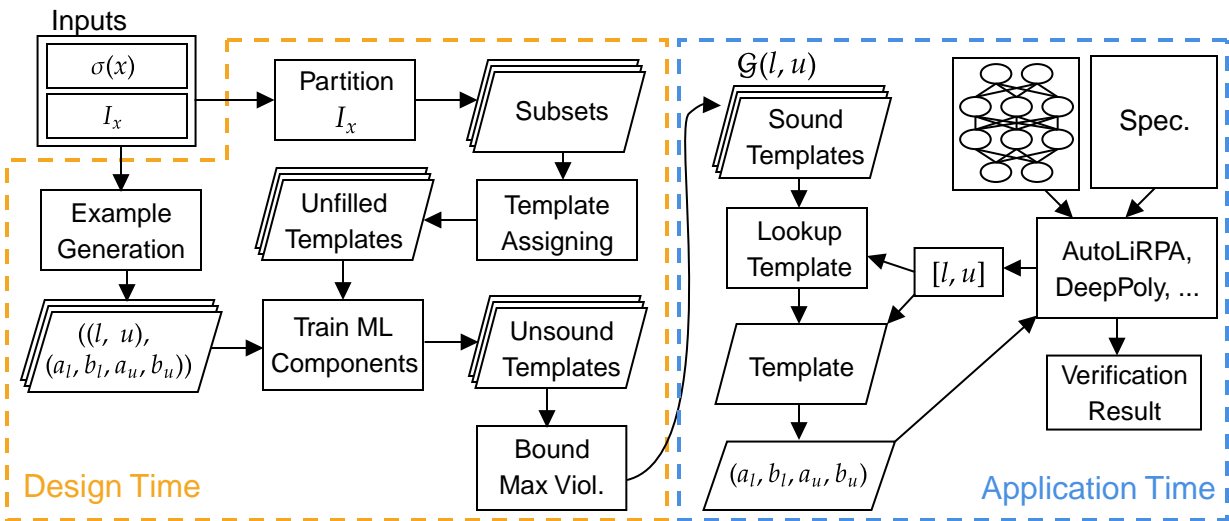 Inputs
σ(x)
I_x
Partition
I_x
Subsets
Template
Assigning
Unfilled
Templates
Example
Generation
((l, u),
(a_l, b_l, a_u, b_u))
Train ML
Components
Unsound
Templates
Bound
Max Viol.
Design Time
𝒢(l, u)
Sound
Templates
Lookup
Template
Template
(a_l, b_l, a_u, b_u)
[l, u]
Spec.
AutoLiRPA,
DeepPoly, ...
Verification
Result
Application Time